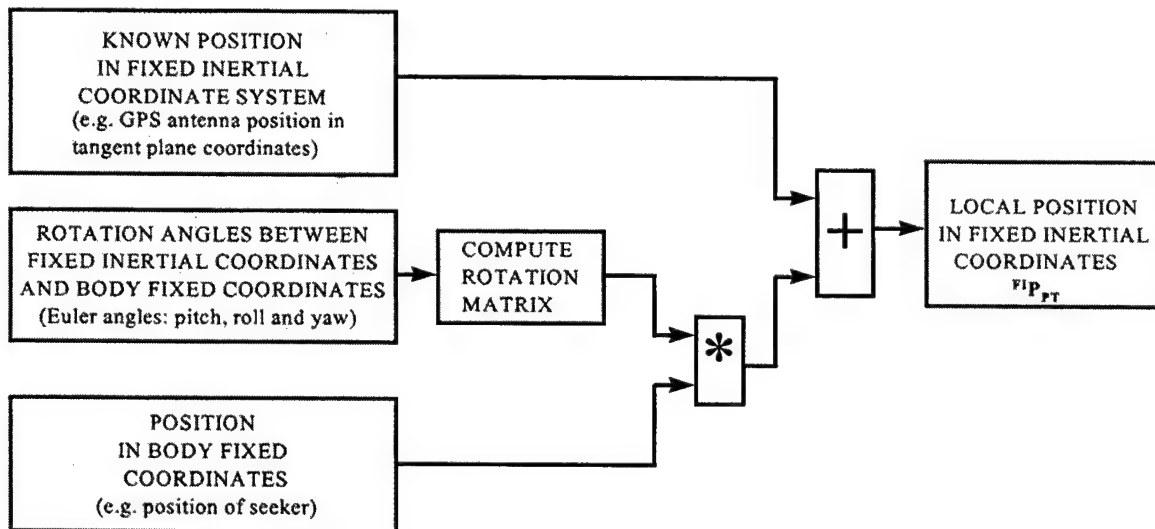 KNOWN POSITION
IN FIXED INERTIAL
COORDINATE SYSTEM
(e.g. GPS antenna position in
tangent plane coordinates)
ROTATION ANGLES BETWEEN
FIXED INERTIAL COORDINATES
AND BODY FIXED COORDINATES
(Euler angles: pitch, roll and yaw)
COMPUTE
ROTATION
MATRIX
POSITION
IN BODY FIXED
COORDINATES
(e.g. position of seeker)
*
+
LOCAL POSITION
IN FIXED INERTIAL
COORDINATES
FIP_PT